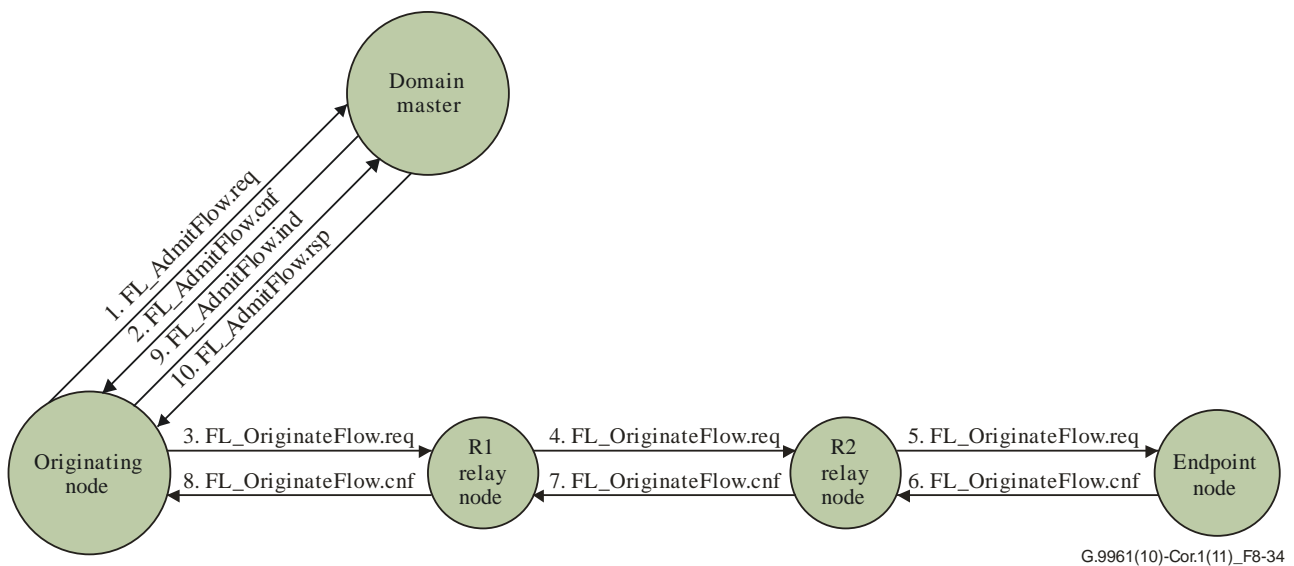 Domain
master
1. FL_AdmitFlow.req
2. FL_AdmitFlow.cnf
9. FL_AdmitFlow.ind
10. FL_AdmitFlow.rsp
Originating
node
3. FL_OriginateFlow.req
8. FL_OriginateFlow.cnf
R1
relay
node
4. FL_OriginateFlow.req
7. FL_OriginateFlow.cnf
R2
relay
node
5. FL_OriginateFlow.req
6. FL_OriginateFlow.cnf
Endpoint
node
G.9961(10)-Cor.1(11)_F8-34